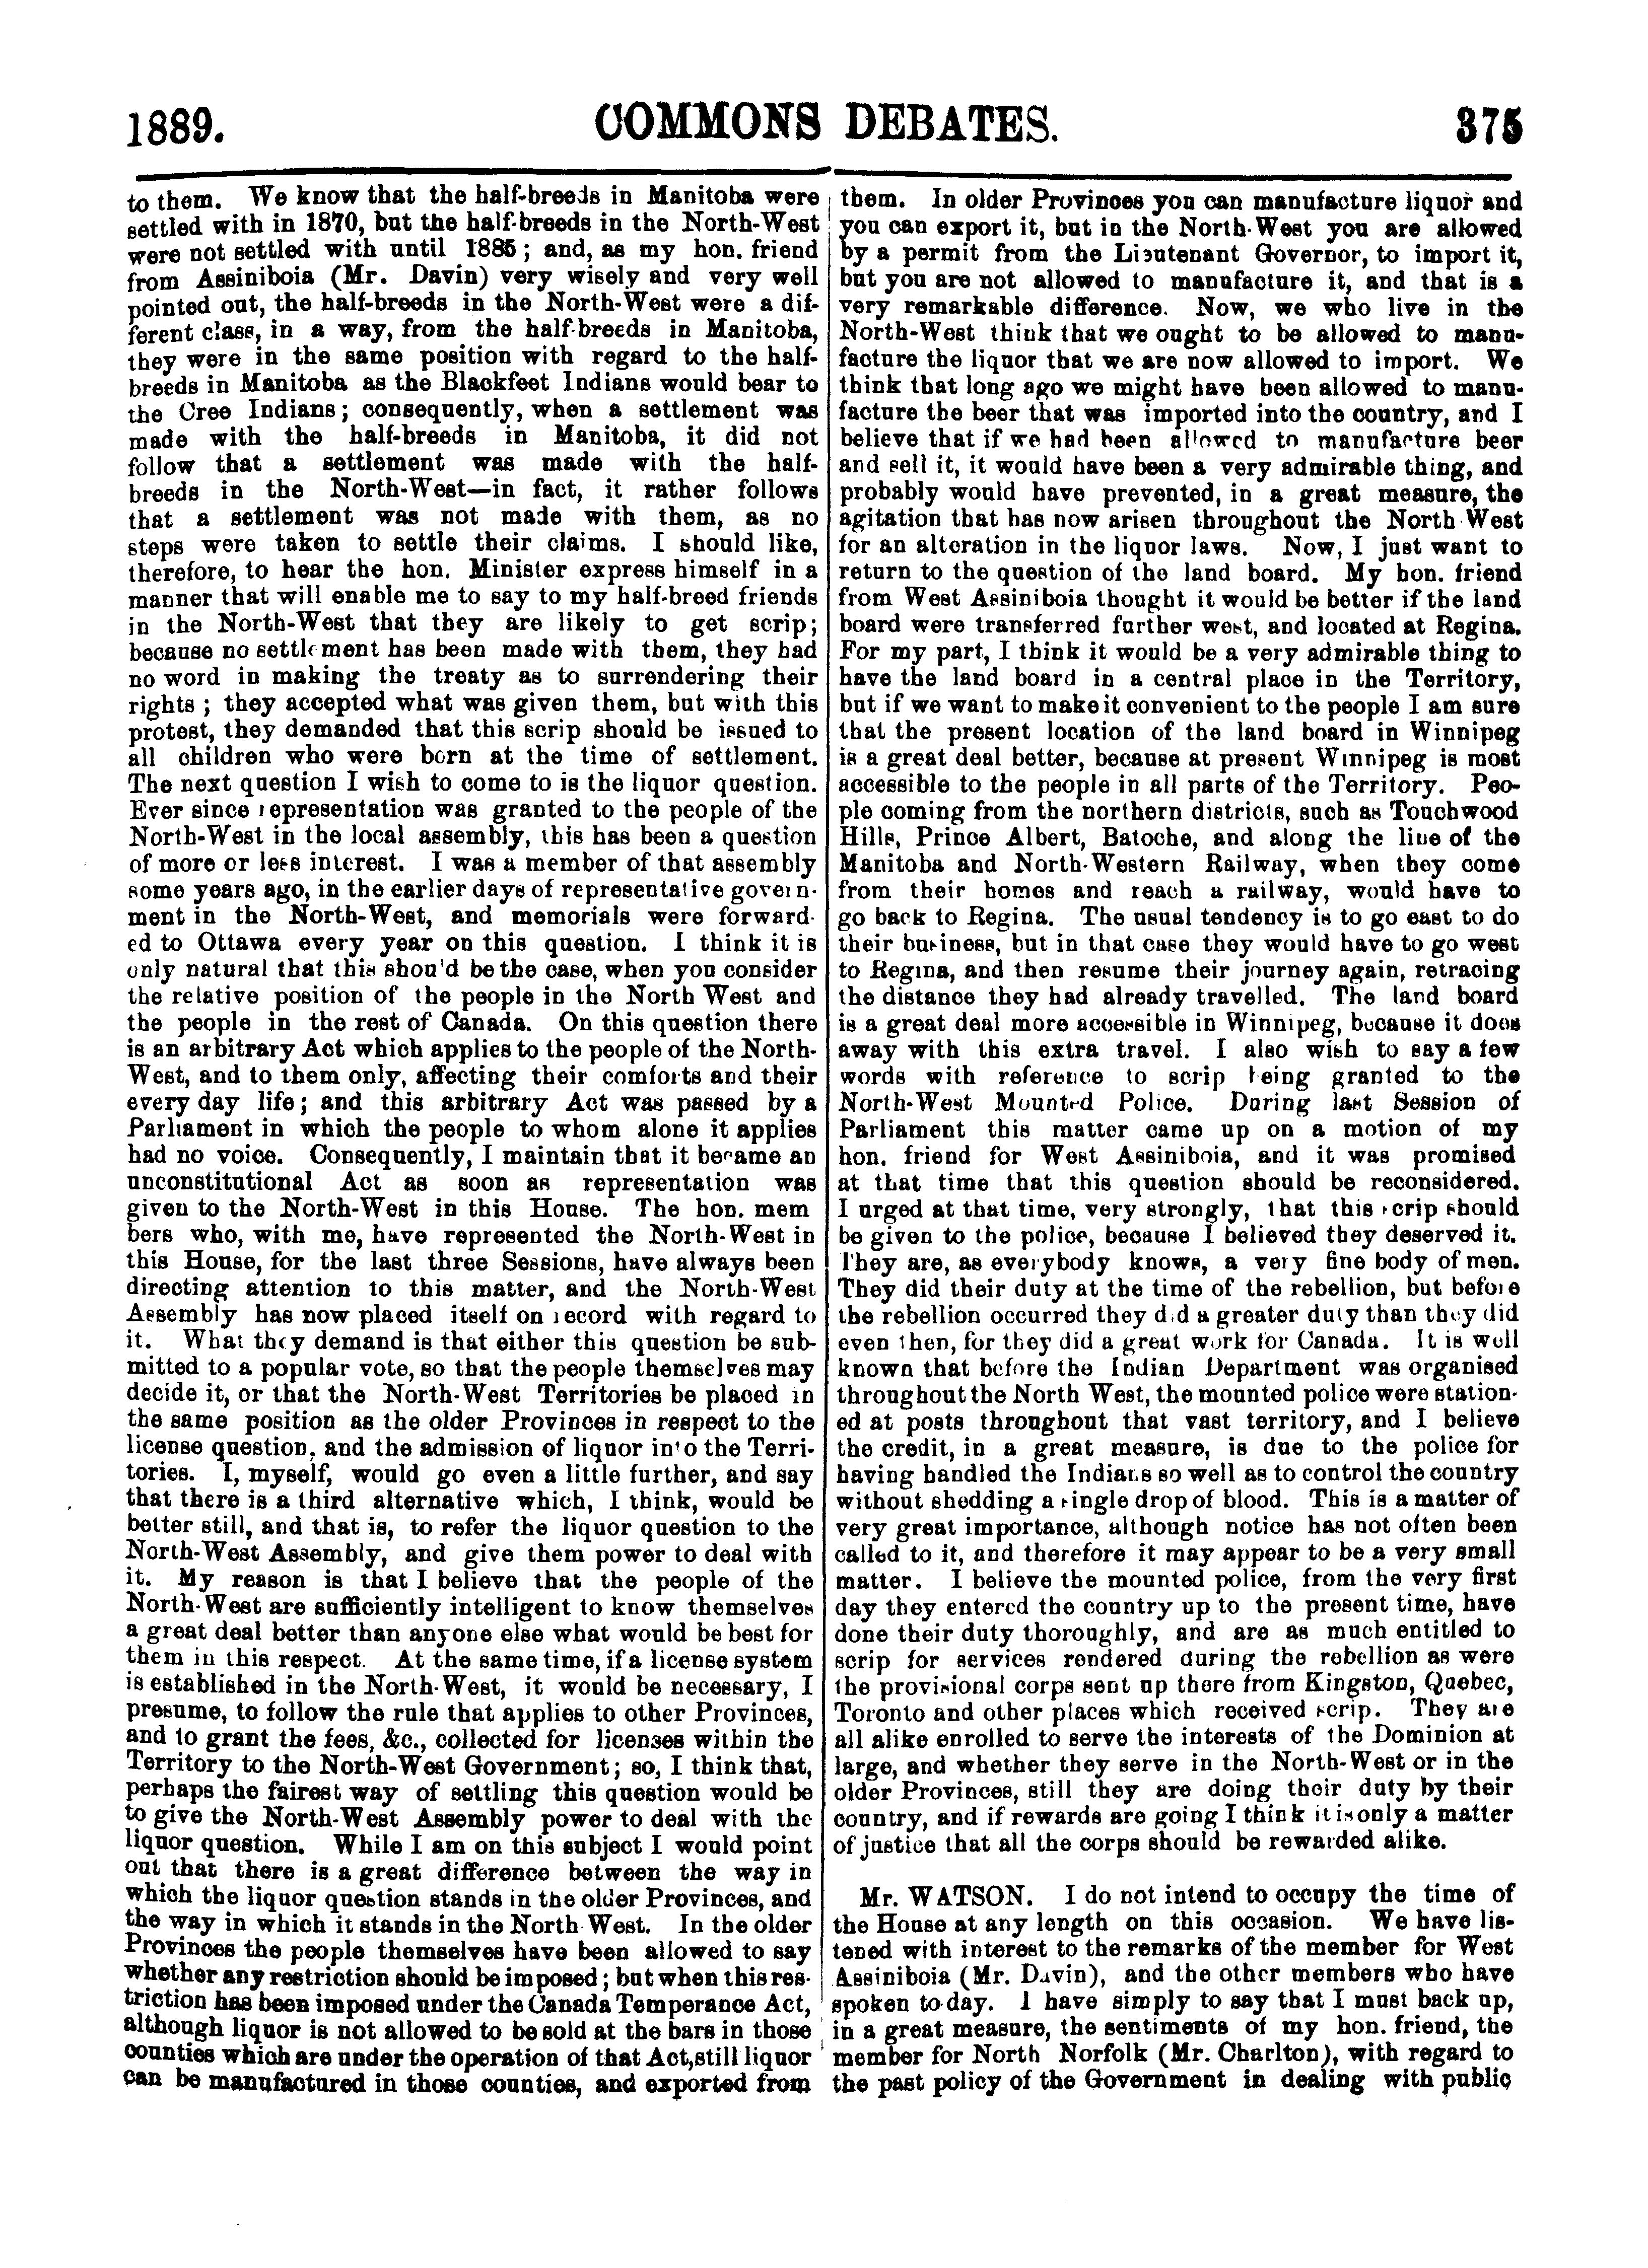 1889.
COMMONS DEBATES.
375
to them. We know that the half-breeds in Manitoba were
settled with in 1870, but the half-breeds in the North-West
were not settled with until 1885; and, as my hon. friend
from Assiniboia (Mr. Davin) very wisely and very well
pointed out, the half-breeds in the North-West were a dif-
ferent class, in a way, from the half-breeds in Manitoba,
they were in the same position with regard to the half-
breeds in Manitoba as the Blackfeet Indians would bear to
the Cree Indians; consequently, when a settlement was
made with the half-breeds in Manitoba, it did not
follow that a settlement was made with the half-
breeds in the North-West—in fact, it rather follows
that a settlement was not made with them, as no
steps were taken to settle their claims. I should like,
therefore, to hear the hon. Minister express himself in a
manner that will enable me to say to my half-breed friends
in the North-West that they are likely to get scrip;
because no settlement has been made with them, they had
no word in making the treaty as to surrendering their
rights; they accepted what was given them, but with this
protest, they demanded that this scrip should be issued to
all children who were born at the time of settlement.
The next question I wish to come to is the liquor question.
Ever since representation was granted to the people of the
North-West in the local assembly, this has been a question
of more or less interest. I was a member of that assembly
some years ago, in the earlier days of representative govern-
ment in the North-West, and memorials were forward-
ed to Ottawa every year on this question. I think it is
only natural that this should be the case, when you consider
the relative position of the people in the North West and
the people in the rest of Canada. On this question there
is an arbitrary Act which applies to the people of the North-
West, and to them only, affecting their comforts and their
every day life; and this arbitrary Act was passed by a
Parliament in which the people to whom alone it applies
had no voice. Consequently, I maintain that it became an
unconstitutional Act as soon as representation was
given to the North-West in this House. The hon. mem
bers who, with me, have represented the North-West in
this House, for the last three Sessions, have always been
directing attention to this matter, and the North-West
Assembly has now placed itself on record with regard to
it. What they demand is that either this question be sub-
mitted to a popular vote, so that the people themselves may
decide it, or that the North-West Territories be placed in
the same position as the older Provinces in respect to the
license question, and the admission of liquor into the Terri-
tories. I, myself, would go even a little further, and say
that there is a third alternative which, I think, would be
better still, and that is, to refer the liquor question to the
North-West Assembly, and give them power to deal with
it. My reason is that I believe that the people of the
North-West are sufficiently intelligent to know themselves
a great deal better than anyone else what would be best for
them in this respect. At the same time, if a license system
is established in the North-West, it would be necessary, I
presume, to follow the rule that applies to other Provinces,
and to grant the fees, &c., collected for licenses within the
Territory to the North-West Government; so, I think that,
perhaps the fairest way of settling this question would be
to give the North-West Assembly power to deal with the
liquor question. While I am on this subject I would point
out that there is a great difference between the way in
which the liquor question stands in the older Provinces, and
the way in which it stands in the North West. In the older
Provinces the people themselves have been allowed to say
whether any restriction should be imposed; but when this res-
triction has been imposed under the Canada Temperance Act,
although liquor is not allowed to be sold at the bars in those
counties which are under the operation of that Act, still liquor
can be manufactured in those counties, and exported from
them. In older Provinces you can manufacture liquor and
you can export it, but in the North-West you are allowed
by a permit from the Lieutenant Governor, to import it,
but you are not allowed to manufacture it, and that is a
very remarkable difference. Now, we who live in the
North-West think that we ought to be allowed to manu-
facture the liquor that we are now allowed to import. We
think that long ago we might have been allowed to manu-
facture the beer that was imported into the country, and I
believe that if we had been allowed to manufacture beer
and sell it, it would have been a very admirable thing, and
probably would have prevented, in a great measure, the
agitation that has now arisen throughout the North West
for an alteration in the liquor laws. Now, I just want to
return to the question of the land board. My hon. friend
from West Assiniboia thought it would be better if the land
board were transferred further west, and located at Regina.
For my part, I think it would be a very admirable thing to
have the land board in a central place in the Territory,
but if we want to make it convenient to the people I am sure
that the present location of the land board in Winnipeg
is a great deal better, because at present Winnipeg is most
accessible to the people in all parts of the Territory. Peo-
ple coming from the northern districts, such as Touchwood
Hills, Prince Albert, Batoche, and along the line of the
Manitoba and North-Western Railway, when they come
from their homes and reach a railway, would have to
go back to Regina. The usual tendency is to go east to do
their business, but in that case they would have to go west
to Regina, and then resume their journey again, retracing
the distance they had already travelled. The land board
is a great deal more accessible in Winnipeg, because it does
away with this extra travel. I also wish to say a few
words with reference to scrip being granted to the
North-West Mounted Police. During last Session of
Parliament this matter came up on a motion of my
hon. friend for West Assiniboia, and it was promised
at that time that this question should be reconsidered.
I urged at that time, very strongly, that this scrip should
be given to the police, because I believed they deserved it.
They are, as everybody knows, a very fine body of men.
They did their duty at the time of the rebellion, but before
the rebellion occurred they did a greater duty than they did
even then, for they did a great work for Canada. It is well
known that before the Indian Department was organised
throughout the North West, the mounted police were station-
ed at posts throughout that vast territory, and I believe
the credit, in a great measure, is due to the police for
having handled the Indians so well as to control the country
without shedding a single drop of blood. This is a matter of
very great importance, although notice has not often been
called to it, and therefore it may appear to be a very small
matter. I believe the mounted police, from the very first
day they entered the country up to the present time, have
done their duty thoroughly, and are as much entitled to
scrip for services rendered during the rebellion as were
the provisional corps sent up there from Kingston, Quebec,
Toronto and other places which received scrip. They are
all alike enrolled to serve the interests of the Dominion at
large, and whether they serve in the North-West or in the
older Provinces, still they are doing their duty by their
country, and if rewards are going I think it is only a matter
of justice that all the corps should be rewarded alike.
Mr. WATSON. I do not intend to occupy the time of
the House at any length on this occasion. We have lis-
tened with interest to the remarks of the member for West
Assiniboia (Mr. Davin), and the other members who have
spoken to-day. I have simply to say that I must back up,
in a great measure, the sentiments of my hon. friend, the
member for North Norfolk (Mr. Charlton), with regard to
the past policy of the Government in dealing with public